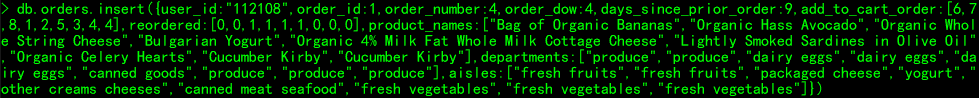 > db.orders.insert({user_id:"112108",order_id:1,order_number:4,order_dow:4,days_since_prior_order:9,add_to_cart_order:[6,7
,8,1,2,5,3,4,4],reordered:[0,0,1,1,1,1,0,0,0],product_names:["Bag of Organic Bananas","Organic Hass Avocado","Organic Who
le String Cheese","Bulgarian Yogurt","Organic 4% Milk Fat Whole Milk Cottage Cheese","Lightly Smoked Sardines in Olive Oil"
,"Organic Celery Hearts","Cucumber Kirby","Cucumber Kirby"],departments:["produce","produce","dairy eggs","dairy eggs","da
iry eggs","canned goods","produce","produce","produce"],aisles:["fresh fruits","fresh fruits","packaged cheese","yogurt","
other creams cheeses","canned meat seafood","fresh vegetables","fresh vegetables","fresh vegetables"]})